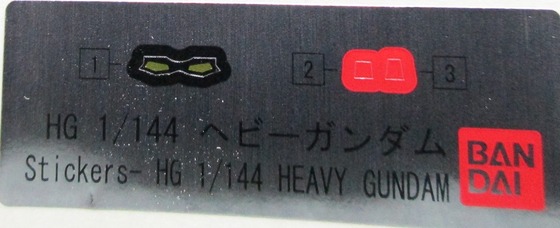 1 2 3
HG 1/144 ヘビーガンダム
Stickers- HG 1/144 HEAVY GUNDAM
BAN
DAI